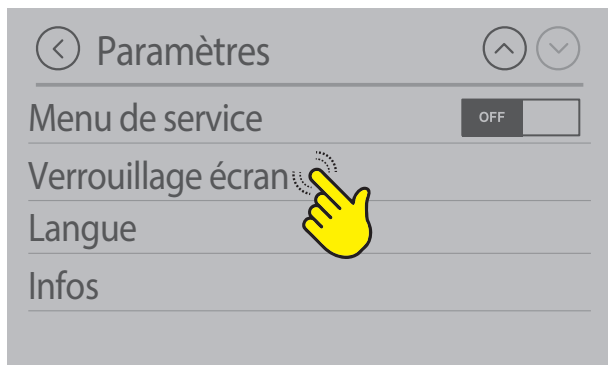 Paramètres
Menu de service OFF
Verrouillage écran
Langue
Infos